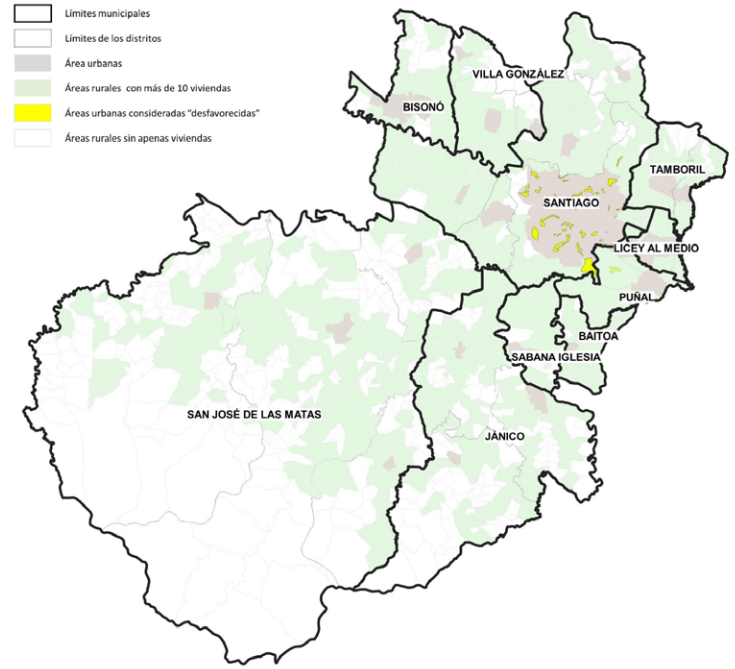 Límites municipales
Límites de los distritos
Área urbanas
Áreas rurales con más de 10 viviendas
Áreas urbanas consideradas "desfavorecidas"
Áreas rurales sin apenas viviendas
VILLA GONZÁLEZ
BISONÓ
TAMBORIL
SANTIAGO
LICEY AL MEDIO
PUÑAL
BAITOA
SABANA IGLESIA
SAN JOSÉ DE LAS MATAS
JÁNICO